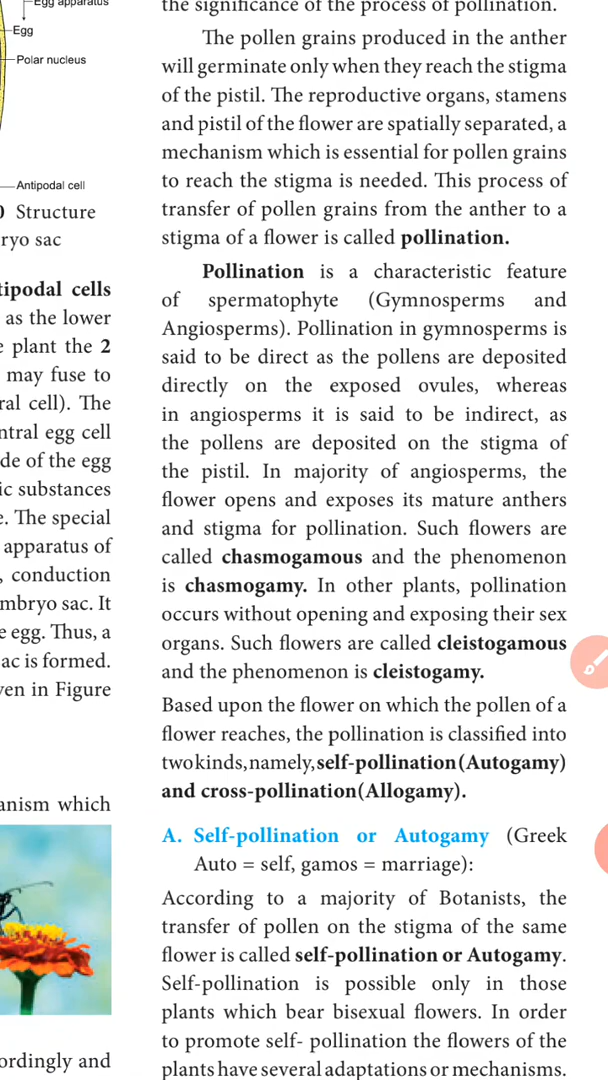 Egg apparatus
Egg
Polar nucleus
Antipodal cell
0 Structure
ryo sac
tipodal cells
as the lower
e plant the 2
may fuse to
ral cell). The
ntral egg cell
de of the egg
ic substances
e. The special
apparatus of
, conduction
mbryo sac. It
e egg. Thus, a
ac is formed.
ven in Figure
anism which
ordingly and
the significance of the process of pollination.
The pollen grains produced in the anther
will germinate only when they reach the stigma
of the pistil. The reproductive organs, stamens
and pistil of the flower are spatially separated, a
mechanism which is essential for pollen grains
to reach the stigma is needed. This process of
transfer of pollen grains from the anther to a
stigma of a flower is called pollination.
Pollination is a characteristic feature
of spermatophyte (Gymnosperms and
Angiosperms). Pollination in gymnosperms is
said to be direct as the pollens are deposited
directly on the exposed ovules, whereas
in angiosperms it is said to be indirect, as
the pollens are deposited on the stigma of
the pistil. In majority of angiosperms, the
flower opens and exposes its mature anthers
and stigma for pollination. Such flowers are
called chasmogamous and the phenomenon
is chasmogamy. In other plants, pollination
occurs without opening and exposing their sex
organs. Such flowers are called cleistogamous
and the phenomenon is cleistogamy.
Based upon the flower on which the pollen of a
flower reaches, the pollination is classified into
two kinds, namely, self-pollination (Autogamy)
and cross-pollination (Allogamy).
A. Self-pollination or Autogamy (Greek
Auto = self, gamos = marriage):
According to a majority of Botanists, the
transfer of pollen on the stigma of the same
flower is called self-pollination or Autogamy.
Self-pollination is possible only in those
plants which bear bisexual flowers. In order
to promote self- pollination the flowers of the
plants have several adaptations or mechanisms.